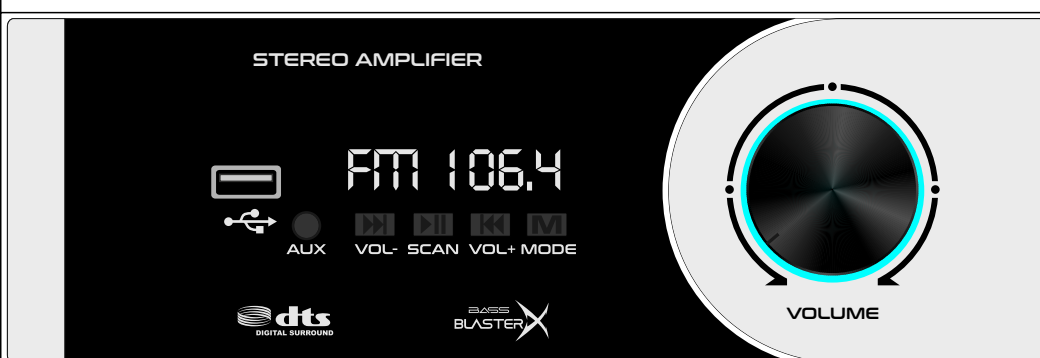 STEREO AMPLIFIER
FM 106.4
M
AUX VOL- SCAN VOL+ MODE
VOLUME
dts
DIGITAL SURROUND
BASS
BLASTER X